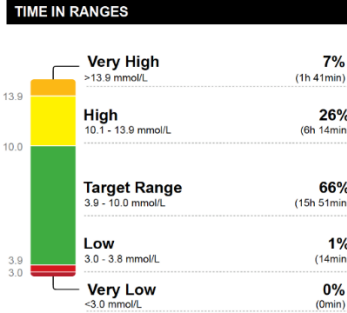 TIME IN RANGES
Very High 7%
>13.9 mmol/L (1h 41min)
13.9
High 26%
10.1 - 13.9 mmol/L (6h 14min
10.0
Target Range 66%
3.9 - 10.0 mmol/L (15h 51min
Low 1%
3.0 - 3.8 mmol/L (14min
3.9
3.0
Very Low 0%
<3.0 mmol/L (0min)